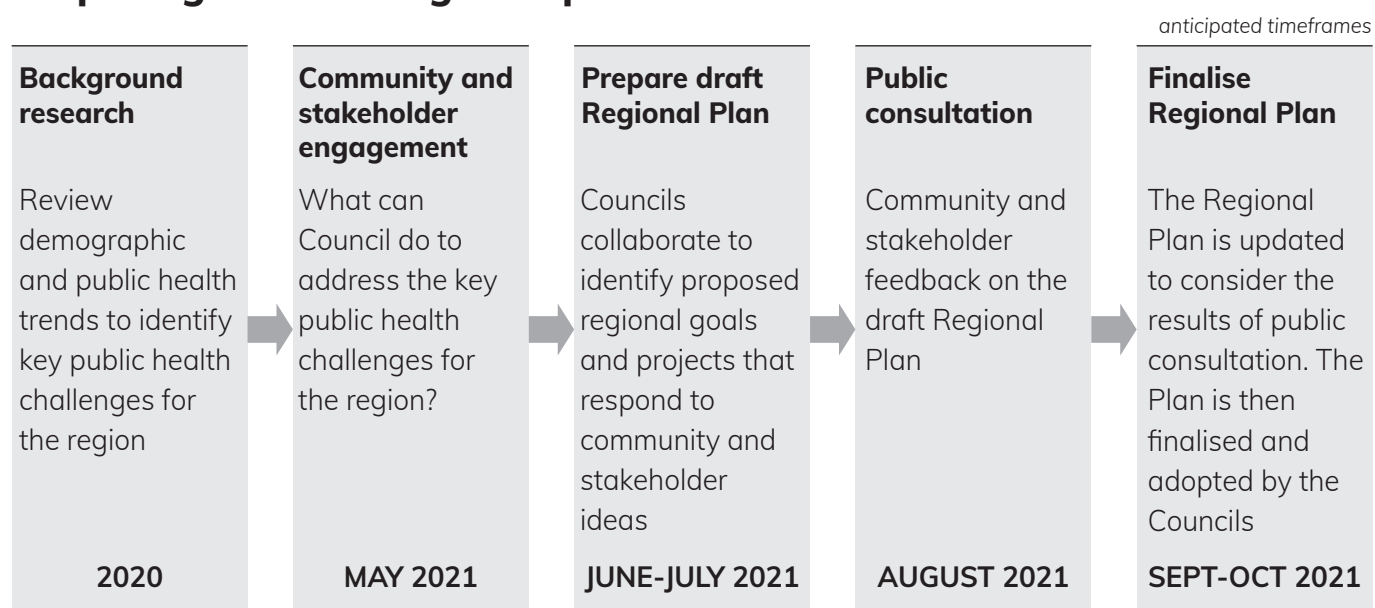 anticipated timeframes
Background
research
Review
demographic
and public health
trends to identify
key public health
challenges for
the region
2020
Community and
stakeholder
engagement
What can
Council do to
address the key
public health
challenges for
the region?
MAY 2021
Prepare draft
Regional Plan
Councils
collaborate to
identify proposed
regional goals
and projects that
respond to
community and
stakeholder
ideas
JUNE-JULY 2021
Public
consultation
Community and
stakeholder
feedback on the
draft Regional
Plan
AUGUST 2021
Finalise
Regional Plan
The Regional
Plan is updated
to consider the
results of public
consultation. The
Plan is then
finalised and
adopted by the
Councils
SEPT-OCT 2021